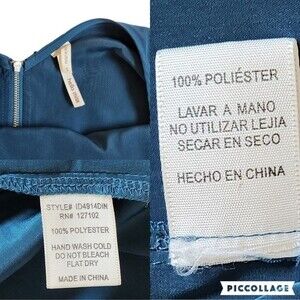 100% POLIÉSTER
LAVAR A MANO
NO UTILIZAR LEJIA
SECAR EN SECO
HECHO EN CHINA
STYLE# ID4914DIN
RN# 127102
100% POLYESTER
HAND WASH COLD
DO NOT BLEACH
FLAT DRY
MADE IN CHINA
PICCOLLAGE